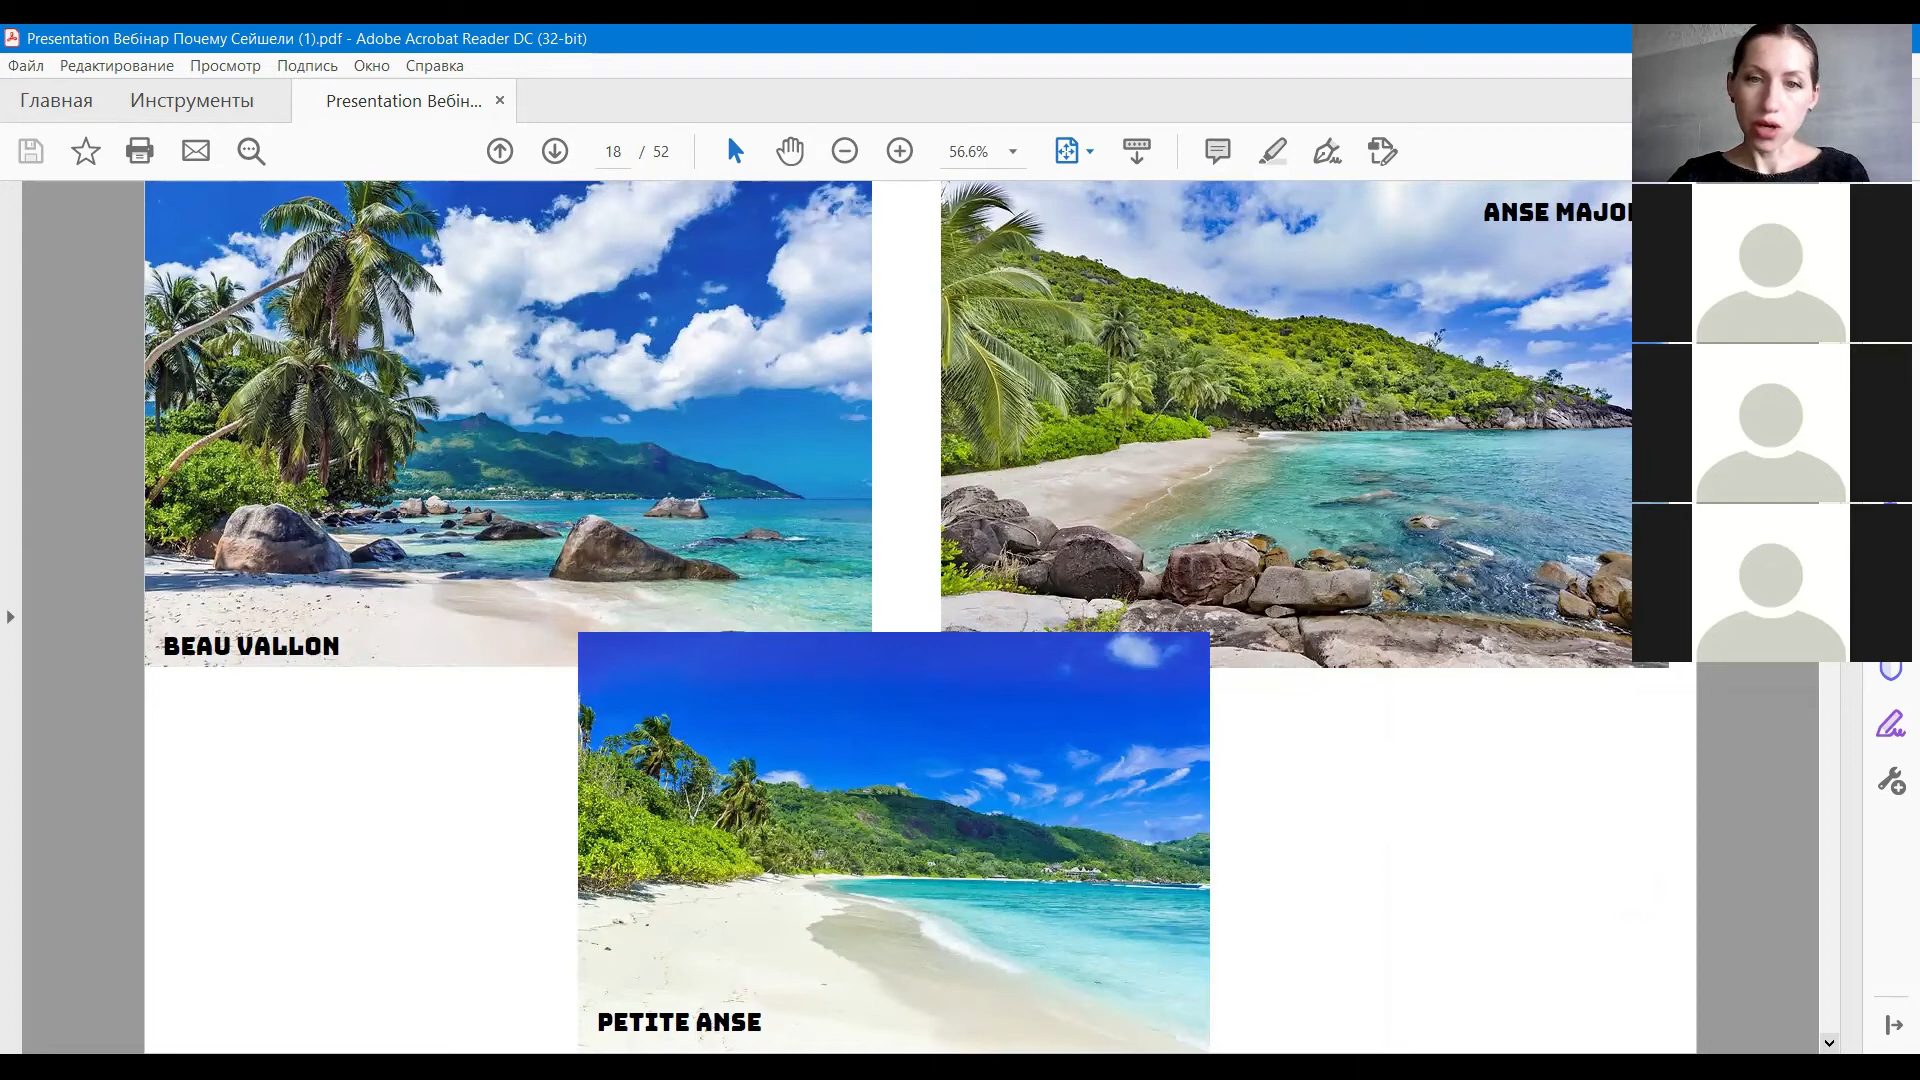 Presentation Вебінар Почему Сейшели (1).pdf - Adobe Acrobat Reader DC (32-bit)
Файл Редактирование Просмотр Подпись Окно Справка
Главная Инструменты Presentation Вебін... ×
18 / 52 56.6%
ANSE MAJO
BEAU VALLON
PETITE ANSE